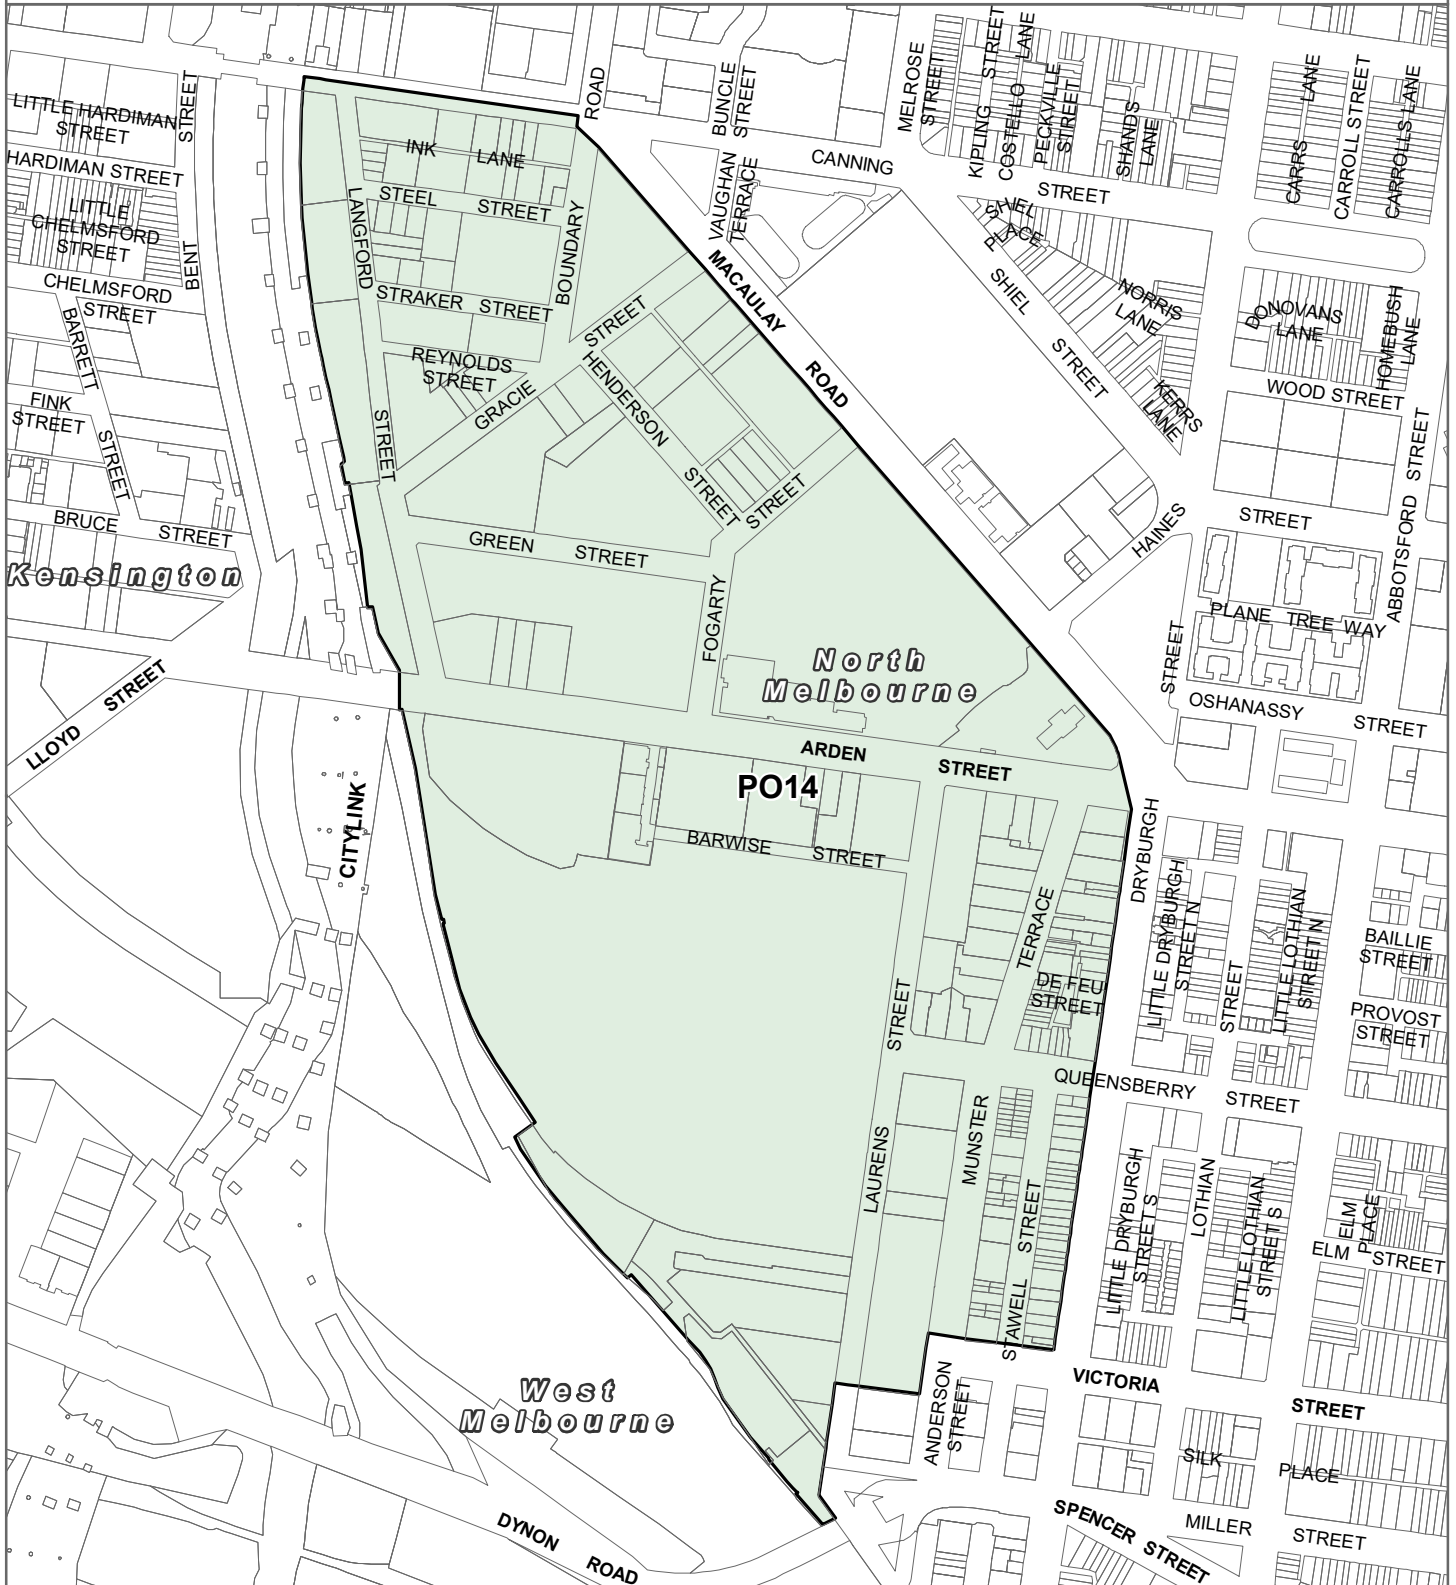 LITTLE HARDIMAN
STREET
HARDIMAN STREET
LITTLE
CHELMSFORD
STREET
CHELMSFORD
STREET
BENT
STREET
BARRETT
STREET
FINK
STREET
BRUCE
STREET
Kensington
LLOYD
STREET
CITYLINK
INK
LANE
STEEL
STREET
LANGFORD
STREET
STRAKER
STREET
BOUNDARY
ROAD
REYNOLDS
STREET
GRACIE
STREET
HENDERSON
STREET
GREEN
STREET
FOGARTY
STREET
MACAULAY
ROAD
BUNCLE
STREET
VAUGHAN
TERRACE
CANNING
STREET
MELROSE
STREET
KIPLING
STREET
COSTELLO
LANE
PECKVILLE
STREET
SHANDS
LANE
CARRS
LANE
CARROLL STREET
CARROLLS LANE
SHIEL
PLACE
SHIEL
STREET
NORRIS
LANE
KERRS
LANE
DONOVANS
LANE
HOMEBUSH
LANE
WOOD STREET
HAINES
STREET
ABBOTSFORD
STREET
PLANE
TREE
WAY
STREET
OSHANASSY
STREET
North
Melbourne
ARDEN
STREET
PO14
BARWISE
STREET
TERRACE
MUNSTER
DE FEU
STREET
LAURENS
STREET
DRYBURGH
STREET
LITTLE DRYBURGH
STREET N
LITTLE LOTHIAN
STREET N
BAILLIE
STREET
PROVOST
STREET
QUEENSBERRY
STREET
STAWELL
STREET
LITTLE DRYBURGH
STREET S
LOTHIAN
LITTLE LOTHIAN
STREET S
ELM
PLACE
ELM
STREET
VICTORIA
STREET
ANDERSON
STREET
SILK
PLACE
MILLER
STREET
SPENCER
STREET
West
Melbourne
DYNON
ROAD